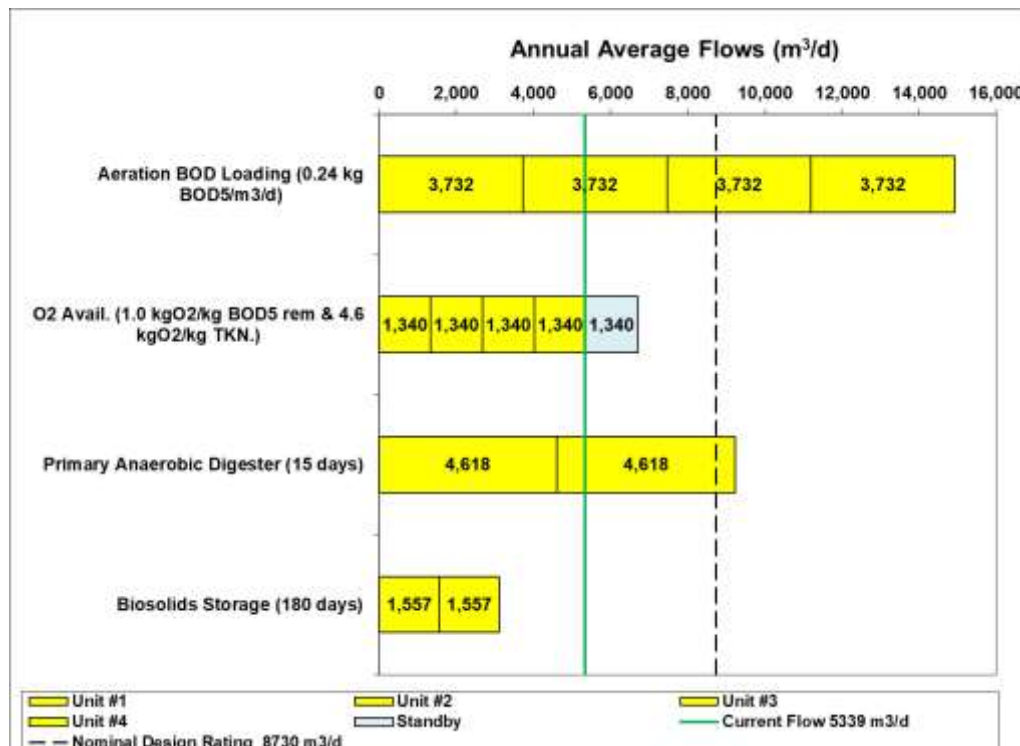 Annual Average Flows (m³/d)
0 2,000 4,000 6,000 8,000 10,000 12,000 14,000 16,000
Aeration BOD Loading (0.24 kg
BOD5/m3/d)
3,732 3,732 3,732 3,732
O2 Avail. (1.0 kgO2/kg BOD5 rem & 4.6
kgO2/kg TKN.)
1,340 1,340 1,340 1,340 1,340
Primary Anaerobic Digester (15 days)
4,618 4,618
Biosolids Storage (180 days)
1,557 1,557
Unit #1 Unit #2 Unit #3
Unit #4 Standby Current Flow 5339 m3/d
Nominal Design Rating 8730 m3/d